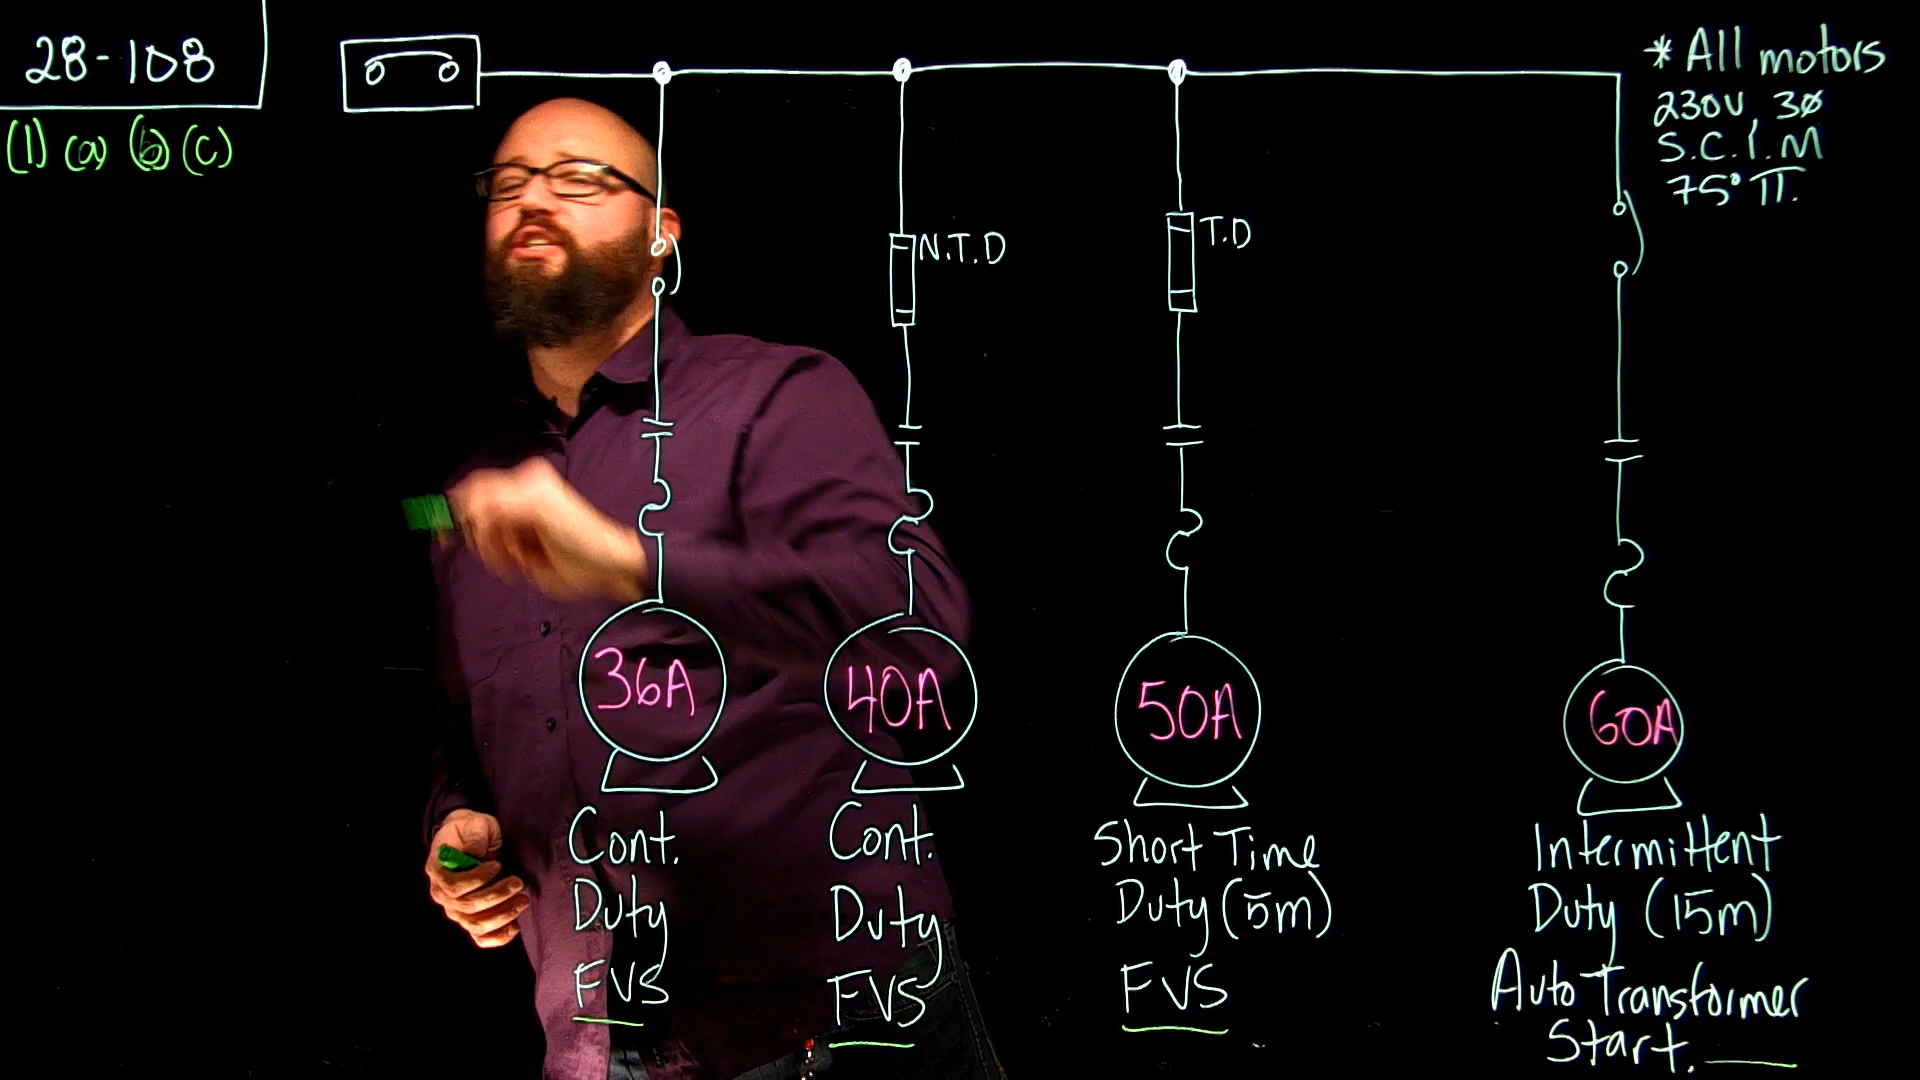 28-108
(1) (a) (b) (c)
* All motors
230V, 3ø
S.C.I.M
75° TT.
N.T.D
T.D
36A
40A
50A
60A
Cont.
Duty
FVS
Cont.
Duty
FVS
Short Time
Duty (5m)
FVS
Intermittent
Duty (15m)
Auto Transformer
Start.